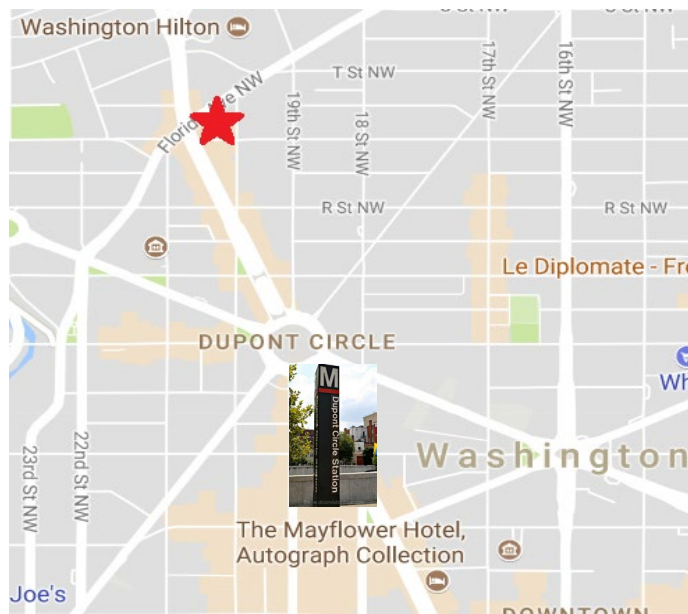 Washington Hilton
17th St NW
16th St NW
T St NW
Florida Ave NW
19th St NW
18 St NW
R St NW
R St NW
Le Diplomate - Fre
DUPONT CIRCLE
M
Dupont Circle Station
Wh
Washington
23rd St NW
22nd St NW
The Mayflower Hotel,
Autograph Collection
Joe's
DOWNTOWN